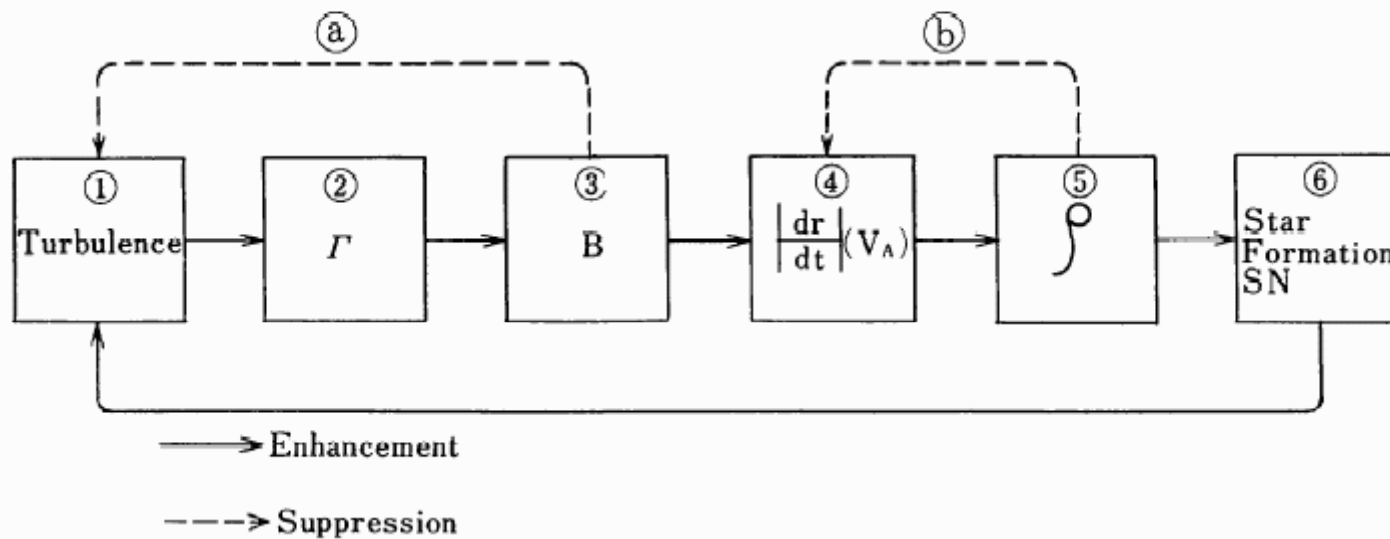 ⓐ
ⓑ
①
Turbulence
②
Γ
③
B
④
|dr/dt|(V_A)
⑤
ρ
⑥
Star
Formation
SN
Enhancement
Suppression